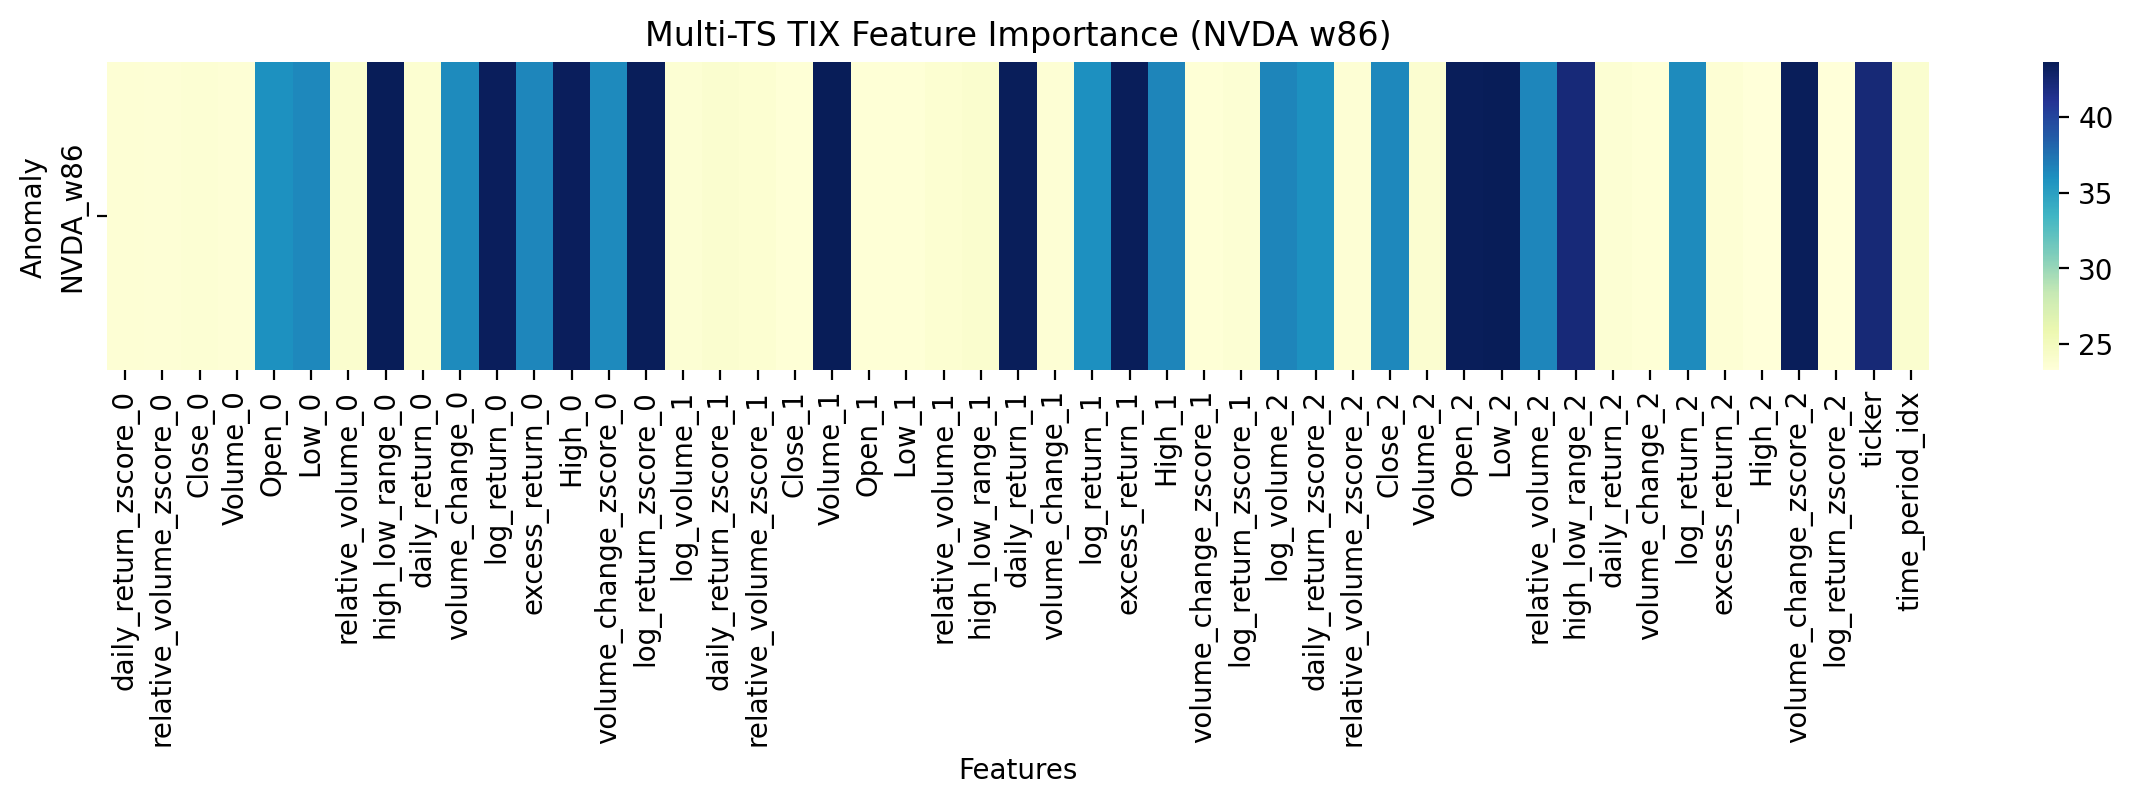 Multi-TS TIX Feature Importance (NVDA w86)
Anomaly
NVDA_w86
40
35
30
25
daily_return_zscore_0
relative_volume_zscore_0
Close_0
Volume_0
Open_0
Low_0
relative_volume_0
high_low_range_0
daily_return_0
volume_change_0
log_return_0
excess_return_0
High_0
volume_change_zscore_0
log_return_zscore_0
log_volume_1
daily_return_zscore_1
relative_volume_zscore_1
Close_1
Volume_1
Open_1
Low_1
relative_volume_1
high_low_range_1
daily_return_1
volume_change_1
log_return_1
excess_return_1
High_1
volume_change_zscore_1
log_return_zscore_1
log_volume_2
daily_return_zscore_2
relative_volume_zscore_2
Close_2
Volume_2
Open_2
Low_2
relative_volume_2
high_low_range_2
daily_return_2
volume_change_2
log_return_2
excess_return_2
High_2
volume_change_zscore_2
log_return_zscore_2
ticker
time_period_idx
Features